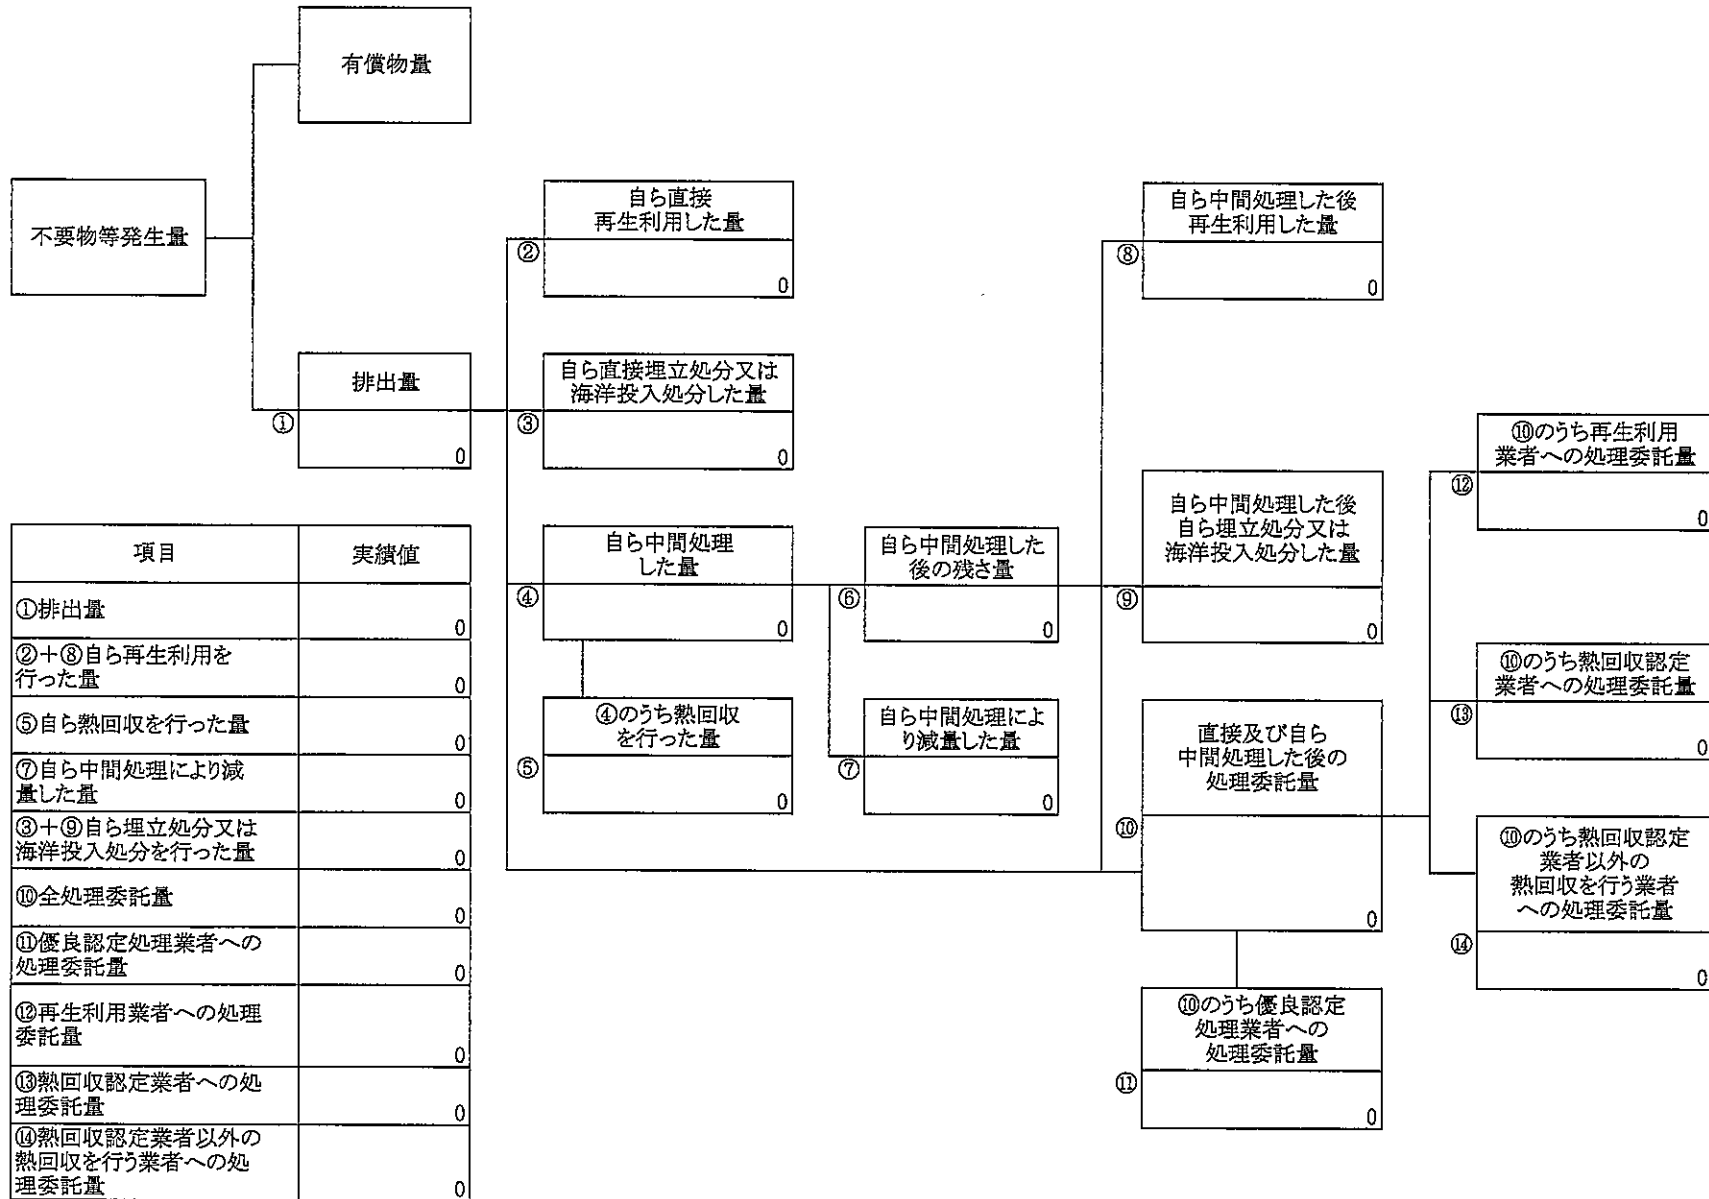 有償物量
不要物等発生量
自ら直接
再生利用した量
②
0
自ら中間処理した後
再生利用した量
⑧
0
排出量
①
0
自ら直接埋立処分又は
海洋投入処分した量
③
0
⑩のうち再生利用
業者への処理委託量
⑫
0
自ら中間処理
した量
④
0
自ら中間処理した
後の残さ量
⑥
0
自ら中間処理した後
自ら埋立処分又は
海洋投入処分した量
⑨
0
⑩のうち熱回収認定
業者への処理委託量
⑬
0
④のうち熱回収
を行った量
⑤
0
自ら中間処理によ
り減量した量
⑦
0
直接及び自ら
中間処理した後の
処理委託量
⑩
0
⑩のうち熱回収認定
業者以外の
熱回収を行う業者
への処理委託量
⑭
0
⑩のうち優良認定
処理業者への
処理委託量
⑪
0
項目 実績値
①排出量 0
②+⑧自ら再生利用を
行った量 0
⑤自ら熱回収を行った量 0
⑦自ら中間処理により減
量した量 0
③+⑨自ら埋立処分又は
海洋投入処分を行った量 0
⑩全処理委託量 0
⑪優良認定処理業者への
処理委託量 0
⑫再生利用業者への処理
委託量 0
⑬熱回収認定業者への処
理委託量 0
⑭熱回収認定業者以外の
熱回収を行う業者への処
理委託量 0